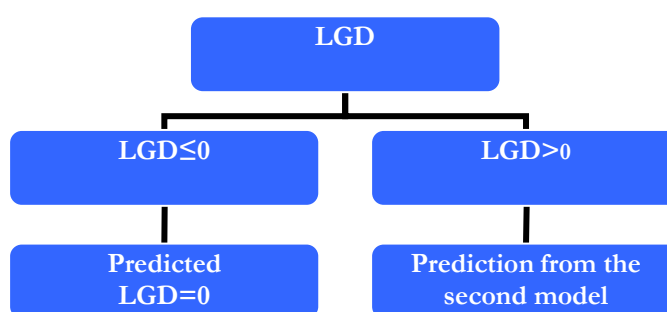 LGD
LGD≤0
LGD>0
Predicted
LGD=0
Prediction from the
second model